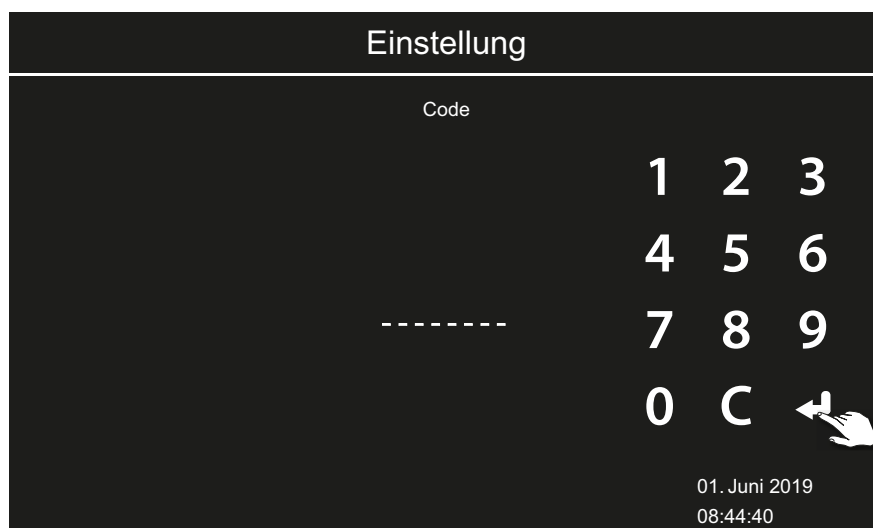 Einstellung
Code
1 2 3
4 5 6
--------
7 8 9
0 C
01. Juni 2019
08:44:40